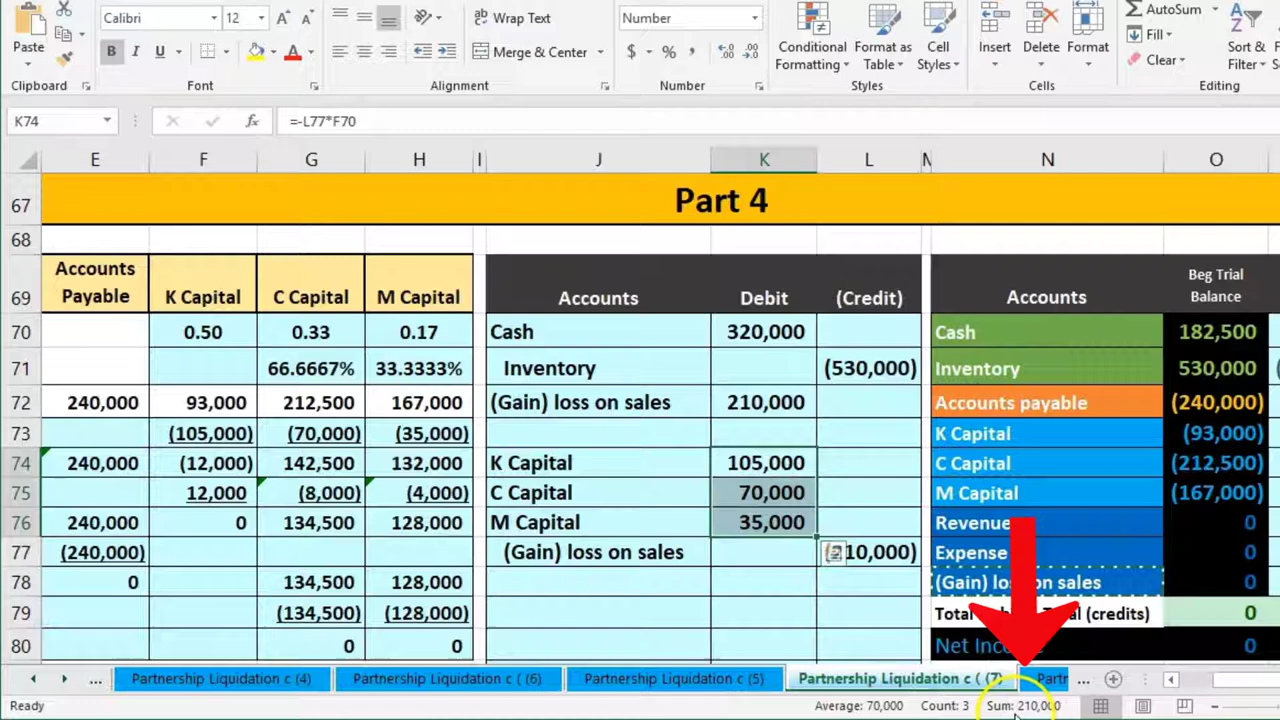 Calibri 12 Wrap Text Number AutoSum
Paste B I U A Merge & Center $ % Conditional Formatting Format as Table Cell Styles Insert Delete Format Fill Clear Sort & Filter
Clipboard Font Alignment Number Styles Cells Editing
K74 fx =-L77*F70
E F G H I J K L M N O
67 Part 4
68
69 Accounts Payable K Capital C Capital M Capital Accounts Debit (Credit) Accounts Beg Trial Balance
70 0.50 0.33 0.17 Cash 320,000 Cash 182,500
71 66.6667% 33.3333% Inventory (530,000) Inventory 530,000
72 240,000 93,000 212,500 167,000 (Gain) loss on sales 210,000 Accounts payable (240,000)
73 (105,000) (70,000) (35,000) K Capital (93,000)
74 240,000 (12,000) 142,500 132,000 K Capital 105,000 C Capital (212,500)
75 12,000 (8,000) (4,000) C Capital 70,000 M Capital (167,000)
76 240,000 0 134,500 128,000 M Capital 35,000 Revenue 0
77 (240,000) (Gain) loss on sales (210,000) Expense 0
78 0 134,500 128,000 (Gain) loss on sales 0
79 (134,500) (128,000) Total (credits) 0
80 0 0 Net 0
... Partnership Liquidation c (4) Partnership Liquidation c ( (6) Partnership Liquidation c ( (5) Partnership Liquidation c ( (7) Partr ...
Ready Average: 70,000 Count: 3 Sum: 210,000